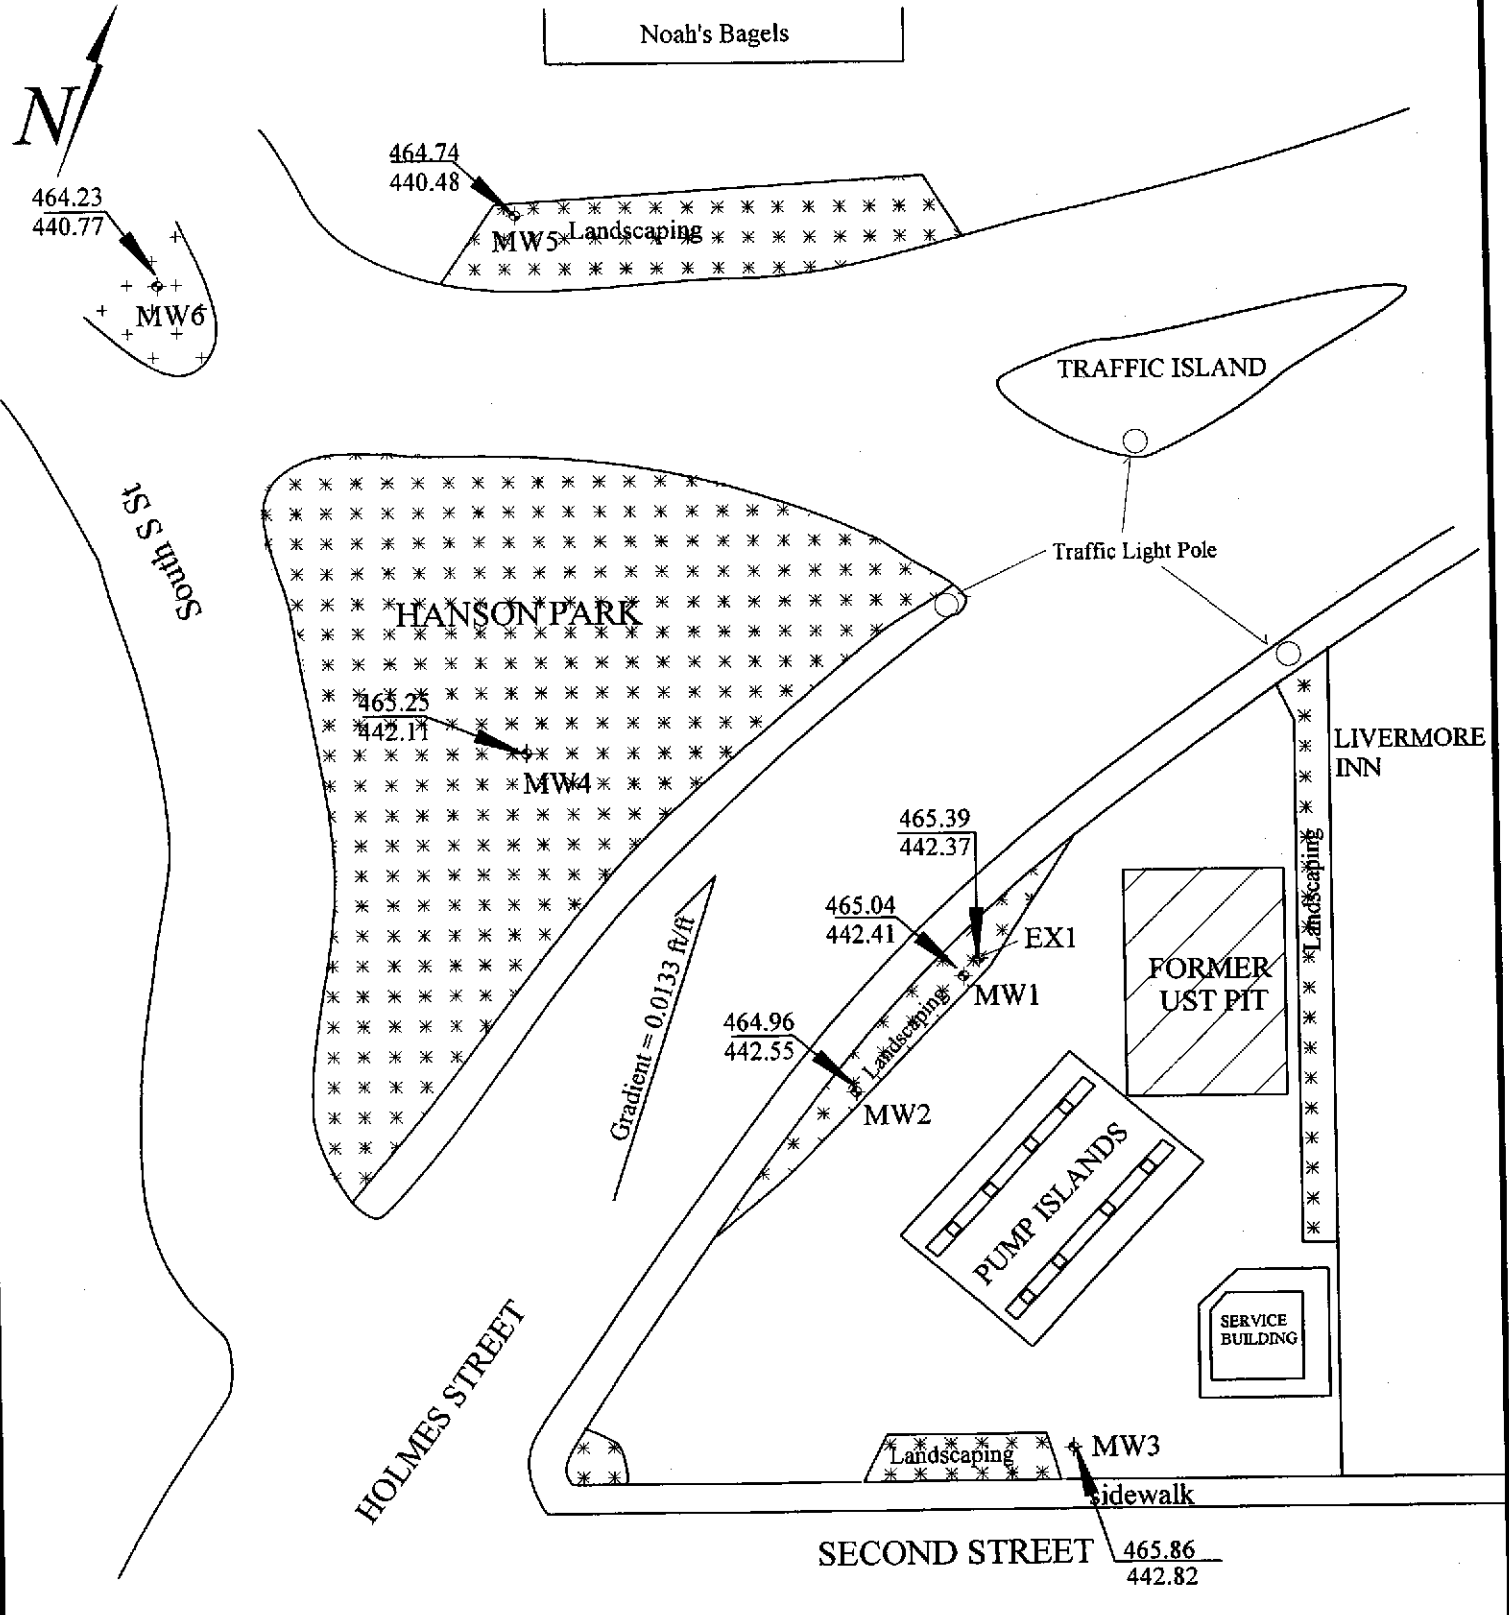 Noah's Bagels
N
464.74
440.48
464.23
440.77
MW5
Landscaping
MW6
TRAFFIC ISLAND
South S St
Traffic Light Pole
HANSON PARK
465.25
442.11
MW4
LIVERMORE
INN
465.39
442.37
Landscaping
465.04
442.41
EX1
FORMER
UST PIT
MW1
Gradient = 0.0133 ft/ft
464.96
442.55
Landscaping
MW2
PUMP ISLANDS
SERVICE
BUILDING
HOLMES STREET
Landscaping
MW3
sidewalk
SECOND STREET
465.86
442.82